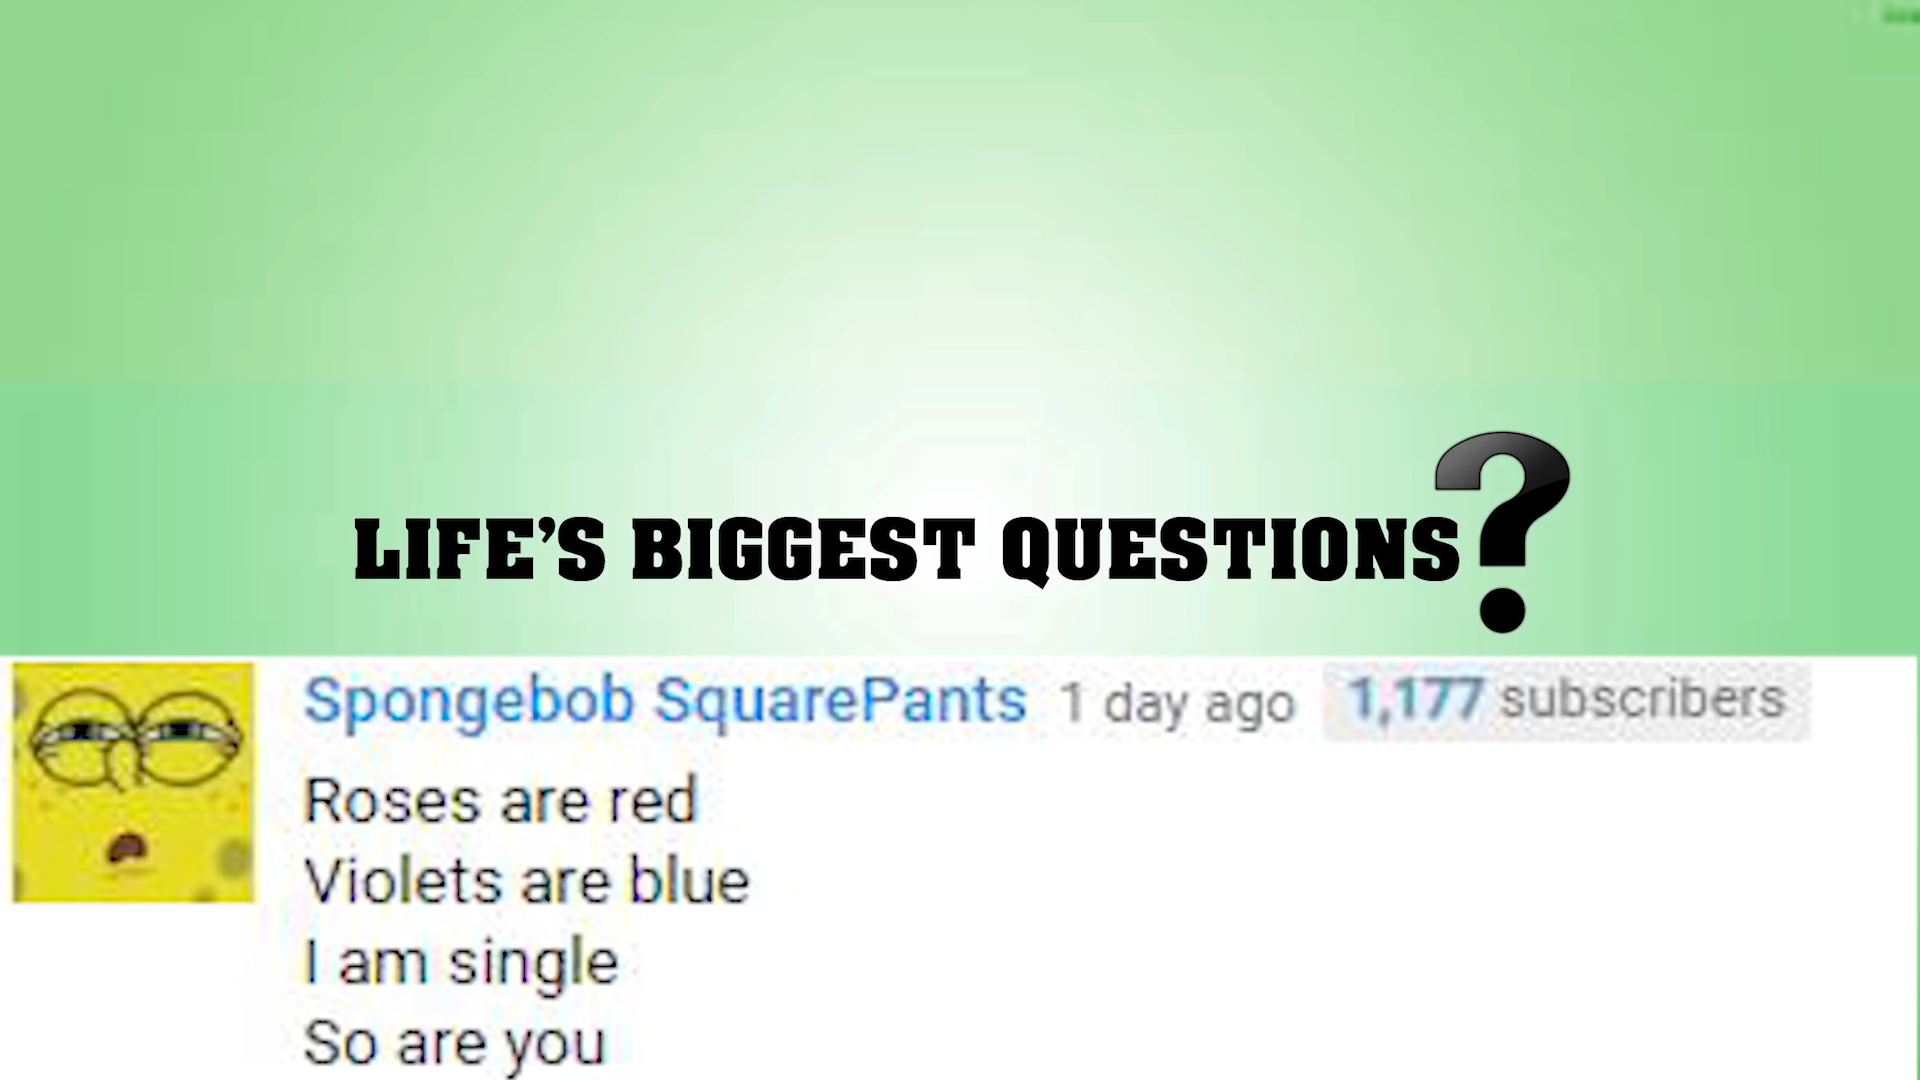 LIFE'S BIGGEST QUESTIONS?
Spongebob SquarePants 1 day ago 1,177 subscribers
Roses are red
Violets are blue
I am single
So are you